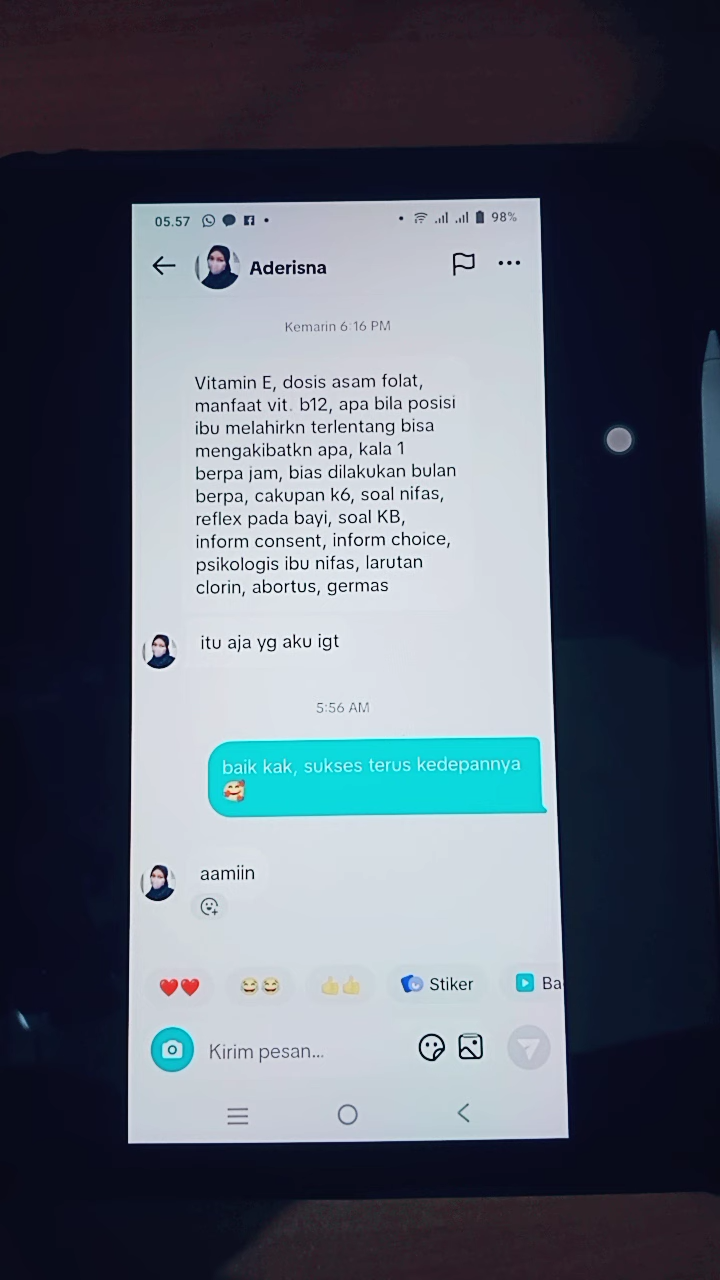 05.57
98%
Aderisna
Kemarin 6:16 PM
Vitamin E, dosis asam folat,
manfaat vit. b12, apa bila posisi
ibu melahirkn terlentang bisa
mengakibatkn apa, kala 1
berpa jam, bias dilakukan bulan
berpa, cakupan k6, soal nifas,
reflex pada bayi, soal KB,
inform consent, inform choice,
psikologis ibu nifas, larutan
clorin, abortus, germas
itu aja yg aku igt
5:56 AM
baik kak, sukses terus kedepannya
🥰
aamiin
❤️❤️ 😂😂 👍👍 Stiker Ba
Kirim pesan...